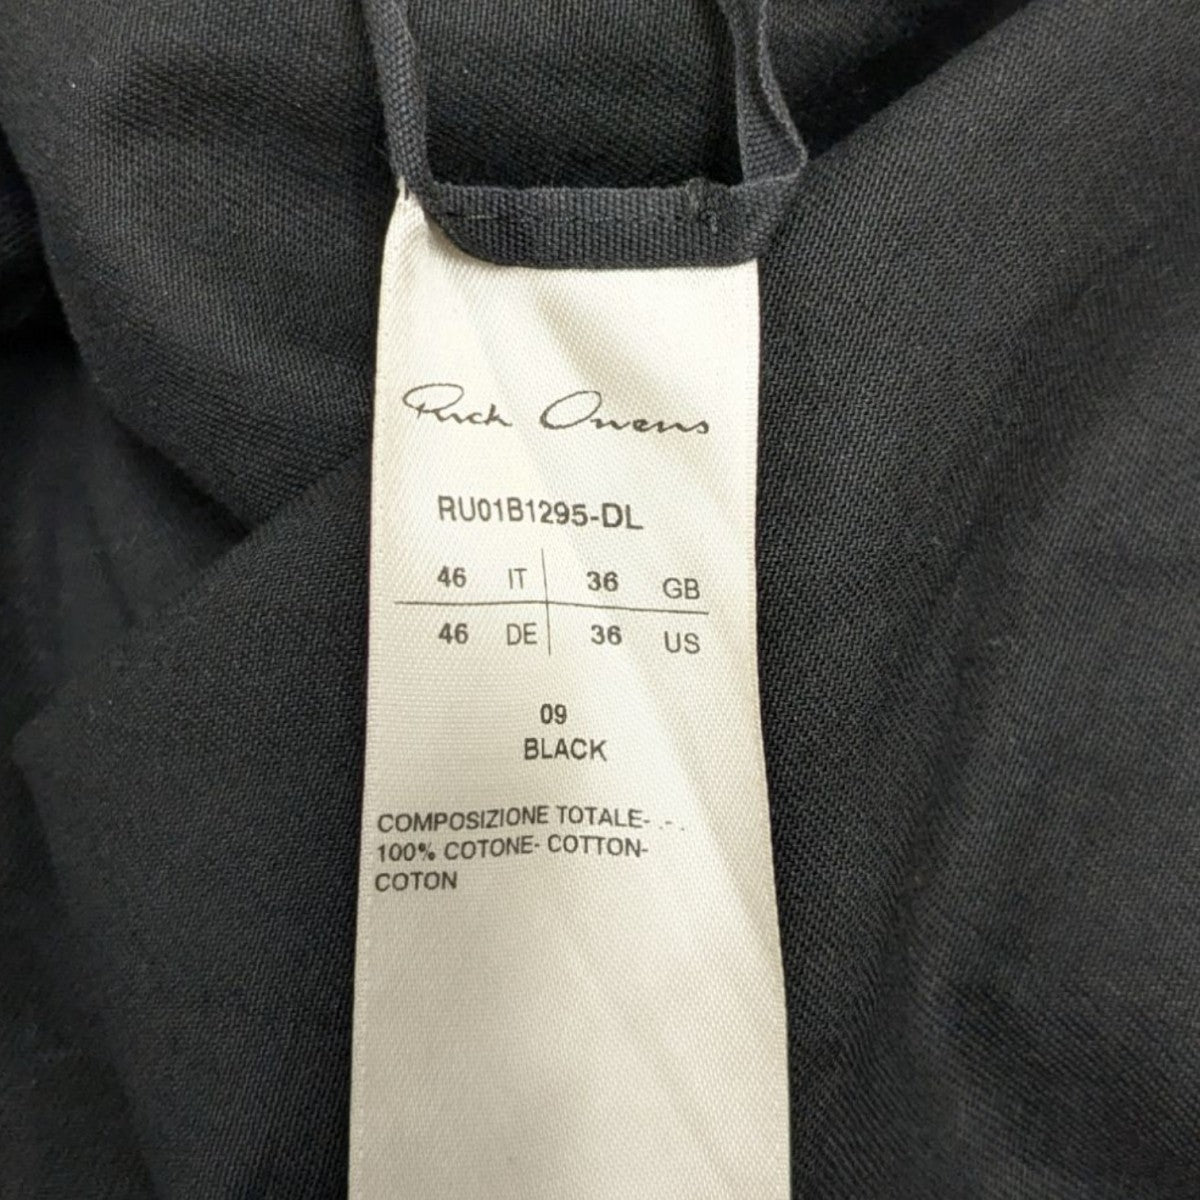 Rick Owens
RU01B1295-DL
46 IT 36 GB
46 DE 36 US
09
BLACK
COMPOSIZIONE TOTALE- .-.
100% COTONE- COTTON-
COTON